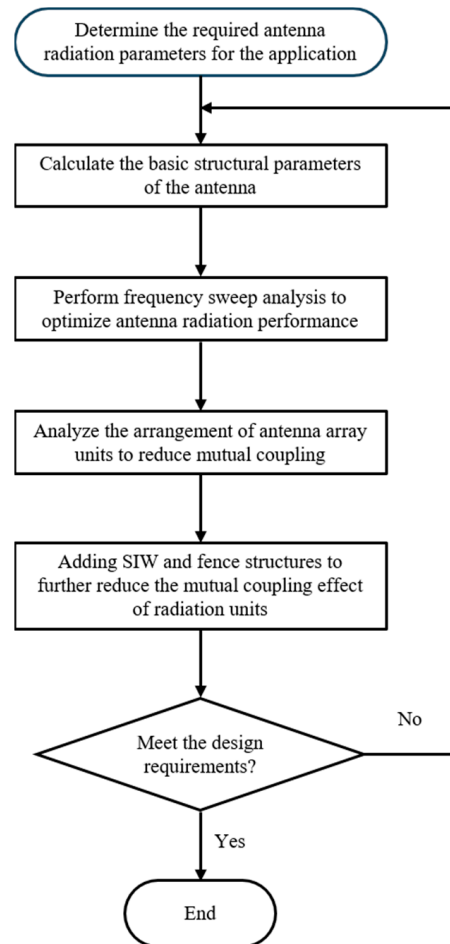 Determine the required antenna
radiation parameters for the application
Calculate the basic structural parameters
of the antenna
Perform frequency sweep analysis to
optimize antenna radiation performance
Analyze the arrangement of antenna array
units to reduce mutual coupling
Adding SIW and fence structures to
further reduce the mutual coupling effect
of radiation units
No
Meet the design
requirements?
Yes
End